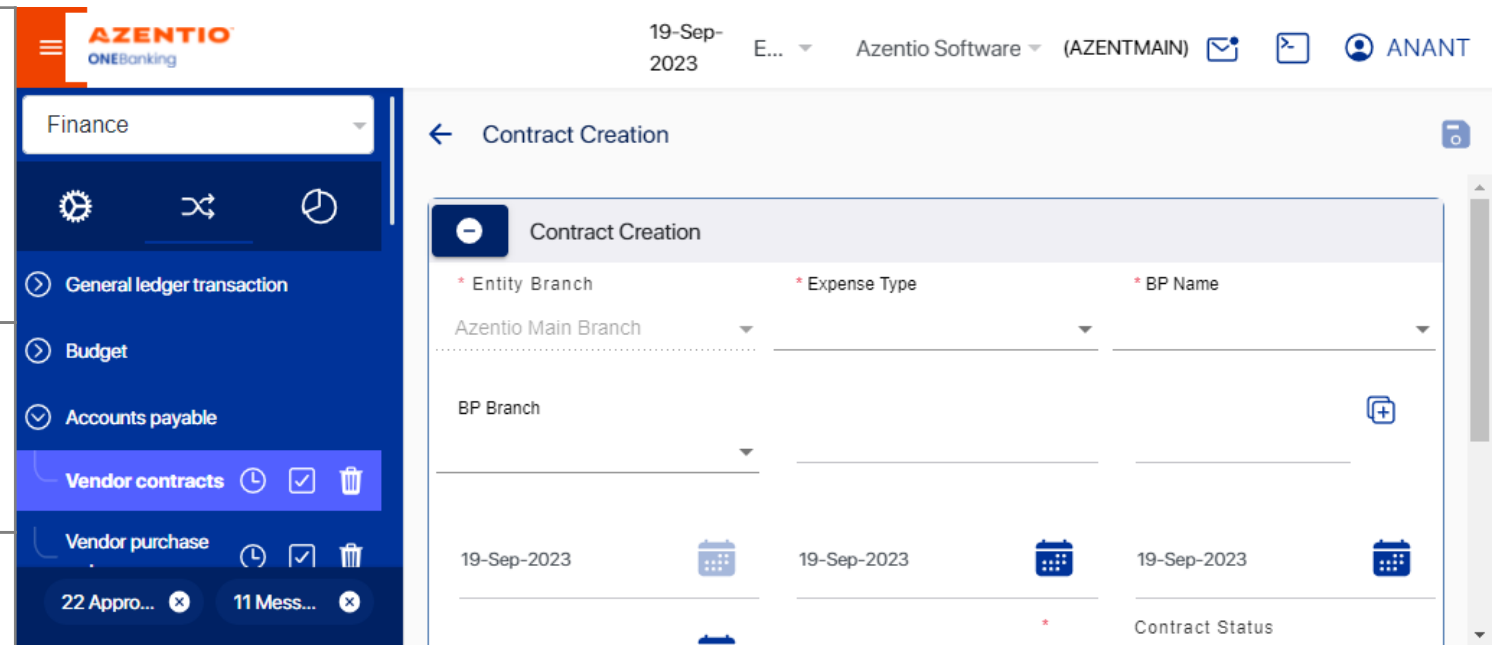 AZENTIO
ONEBanking
19-Sep-
2023
E...
Azentio Software
(AZENTMAIN)
ANANT
Finance
General ledger transaction
Budget
Accounts payable
Vendor contracts
Vendor purchase
22 Appro...
11 Mess...
Contract Creation
Contract Creation
* Entity Branch
* Expense Type
* BP Name
Azentio Main Branch
BP Branch
19-Sep-2023
19-Sep-2023
19-Sep-2023
*
Contract Status